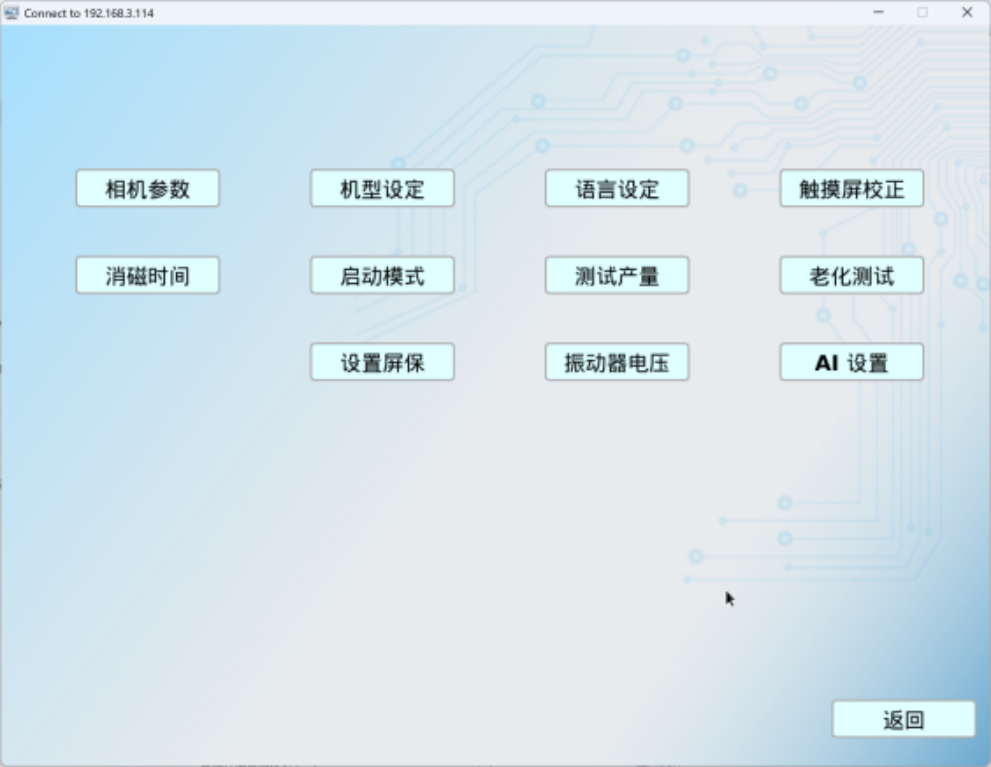 Connect to 192.168.3.114
相机参数 机型设定 语言设定 触摸屏校正
消磁时间 启动模式 测试产量 老化测试
设置屏保 振动器电压 AI 设置
返回